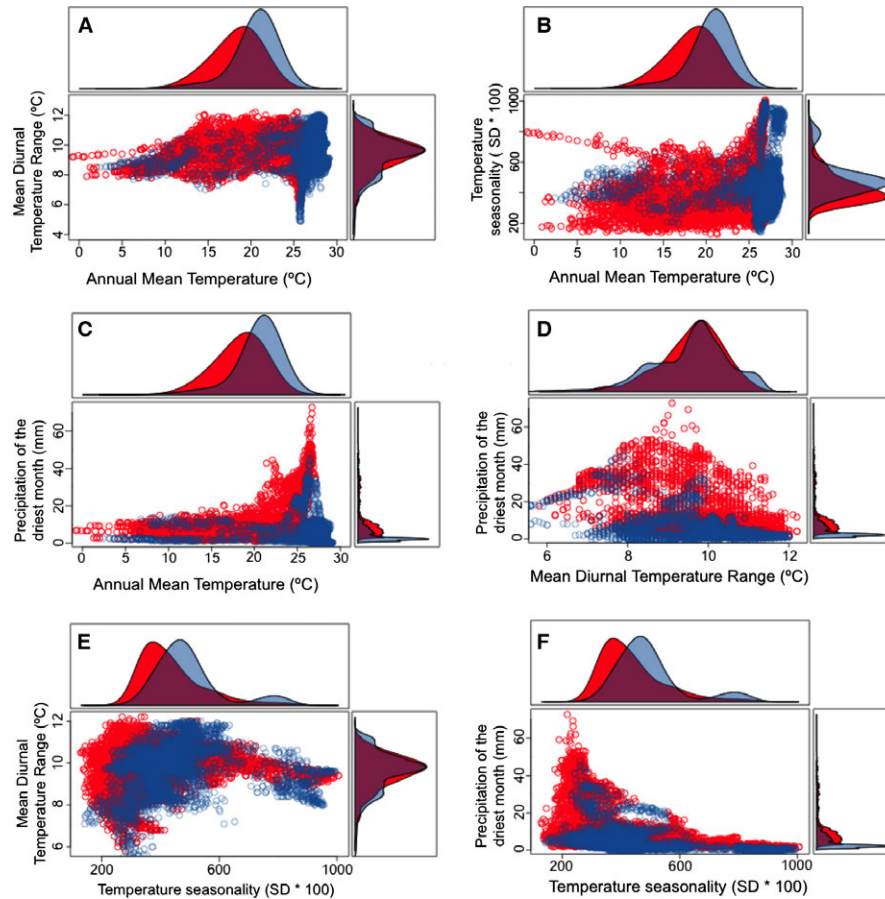 A
Mean Diurnal
Temperature Range (ºC)
12
10
8
6
4
0 5 10 15 20 25 30
Annual Mean Temperature (ºC)
B
Temperature
seasonality ( SD * 100)
1000
600
200
0 5 10 15 20 25 30
Annual Mean Temperature (ºC)
C
Precipitation of the
driest month (mm)
60
40
20
0
0 5 10 15 20 25 30
Annual Mean Temperature (ºC)
D
Precipitation of the
driest month (mm)
60
40
20
0
6 8 10 12
Mean Diurnal Temperature Range (ºC)
E
Mean Diurnal
Temperature Range (ºC)
12
10
8
6
200 600 1000
Temperature seasonality (SD * 100)
F
Precipitation of the
driest month (mm)
60
40
20
0
200 600 1000
Temperature seasonality (SD * 100)